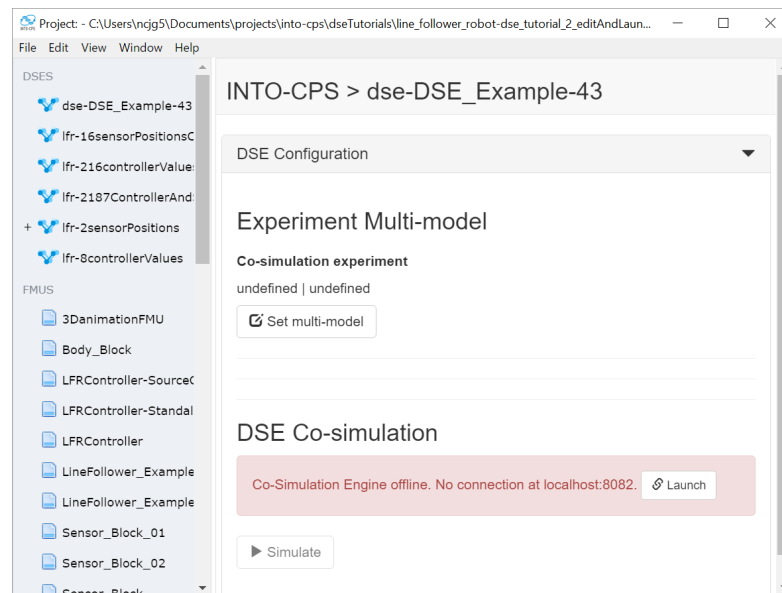 Project: - C:\Users\ncjg5\Documents\projects\into-cps\dseTutorials\line_follower_robot-dse_tutorial_2_editAndLaun...
File Edit View Window Help
DSES
dse-DSE_Example-43
lfr-16sensorPositionsC
lfr-216controllerValue
lfr-2187ControllerAnd
+ lfr-2sensorPositions
lfr-8controllerValues
FMUS
3DanimationFMU
Body_Block
LFRController-Source
LFRController-Standal
LFRController
LineFollower_Example
LineFollower_Example
Sensor_Block_01
Sensor_Block_02
INTO-CPS > dse-DSE_Example-43
DSE Configuration
Experiment Multi-model
Co-simulation experiment
undefined | undefined
Set multi-model
DSE Co-simulation
Co-Simulation Engine offline. No connection at localhost:8082. Launch
Simulate